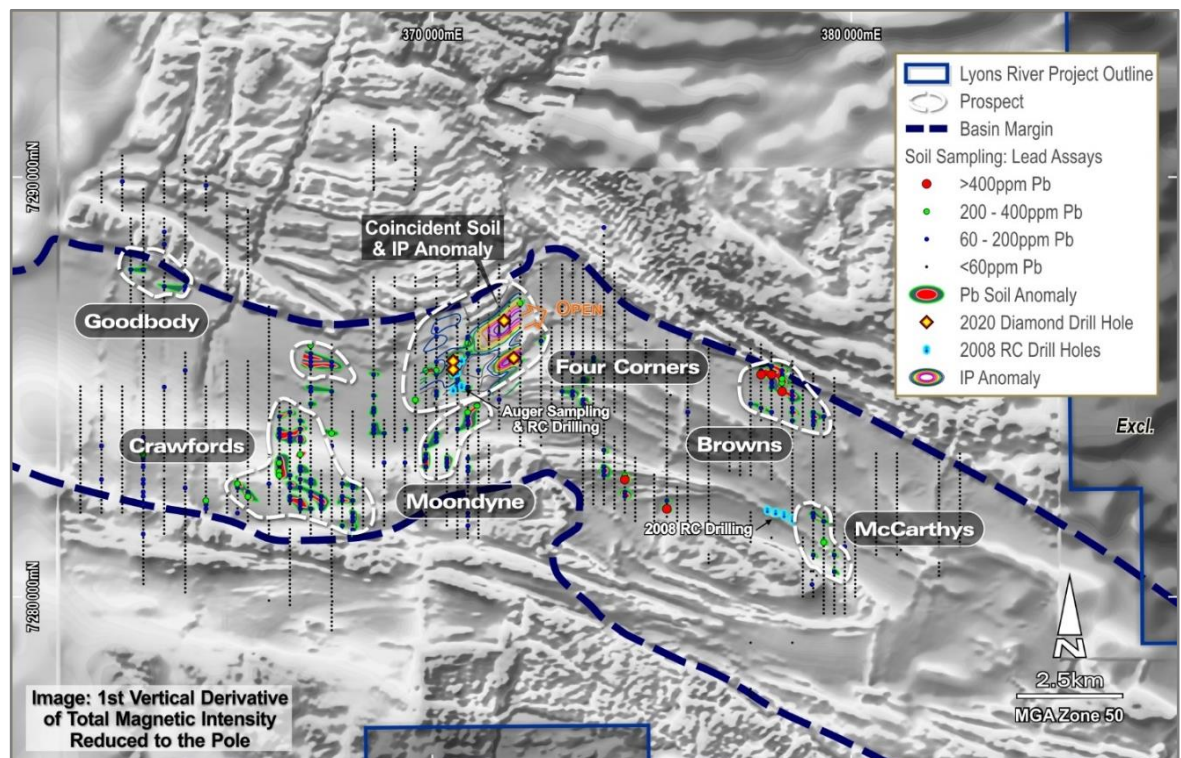 370 000mE
380 000mE
7 290 000mN
7 280 000mN
Lyons River Project Outline
Prospect
Basin Margin
Soil Sampling: Lead Assays
>400ppm Pb
200 - 400ppm Pb
60 - 200ppm Pb
<60ppm Pb
Pb Soil Anomaly
2020 Diamond Drill Hole
2008 RC Drill Holes
IP Anomaly
Coincident Soil
& IP Anomaly
OPEN
Goodbody
Four Corners
Auger Sampling
& RC Drilling
Crawfords
Moondyne
Browns
Excl.
2008 RC Drilling
McCarthys
N
2.5km
MGA Zone 50
Image: 1st Vertical Derivative
of Total Magnetic Intensity
Reduced to the Pole